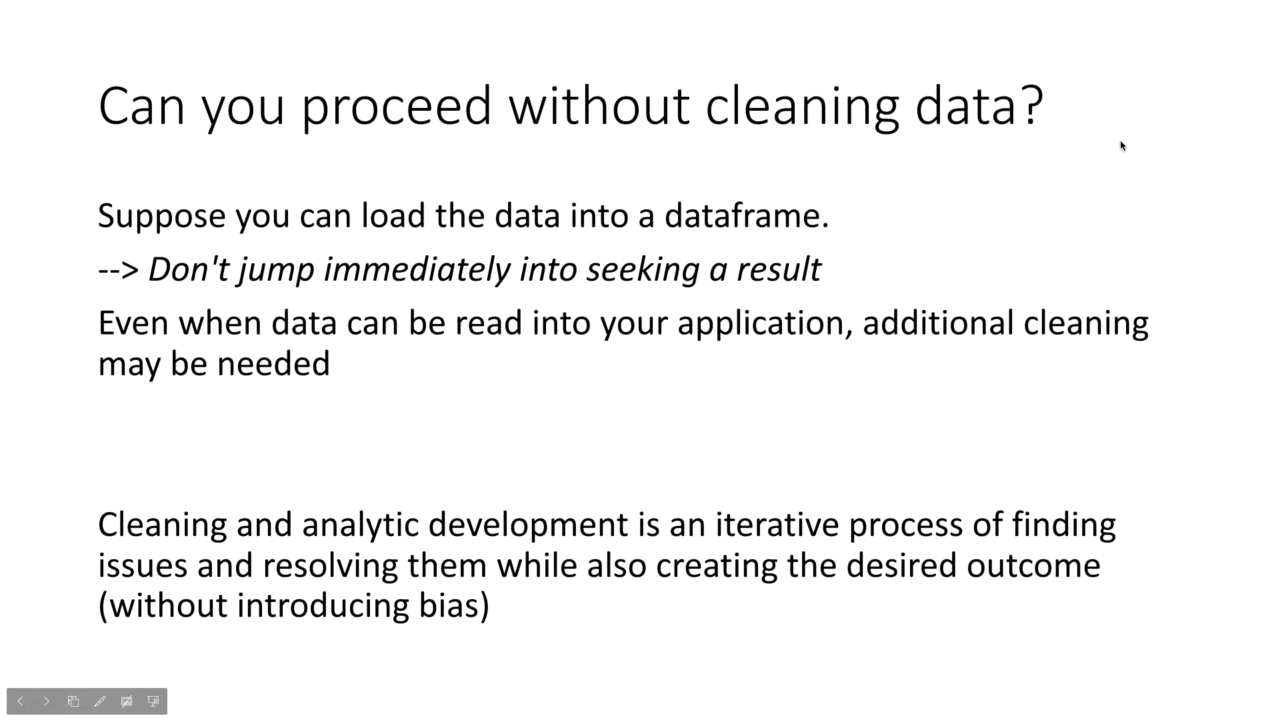 Can you proceed without cleaning data?
Suppose you can load the data into a dataframe.
--> Don't jump immediately into seeking a result
Even when data can be read into your application, additional cleaning
may be needed
Cleaning and analytic development is an iterative process of finding
issues and resolving them while also creating the desired outcome
(without introducing bias)